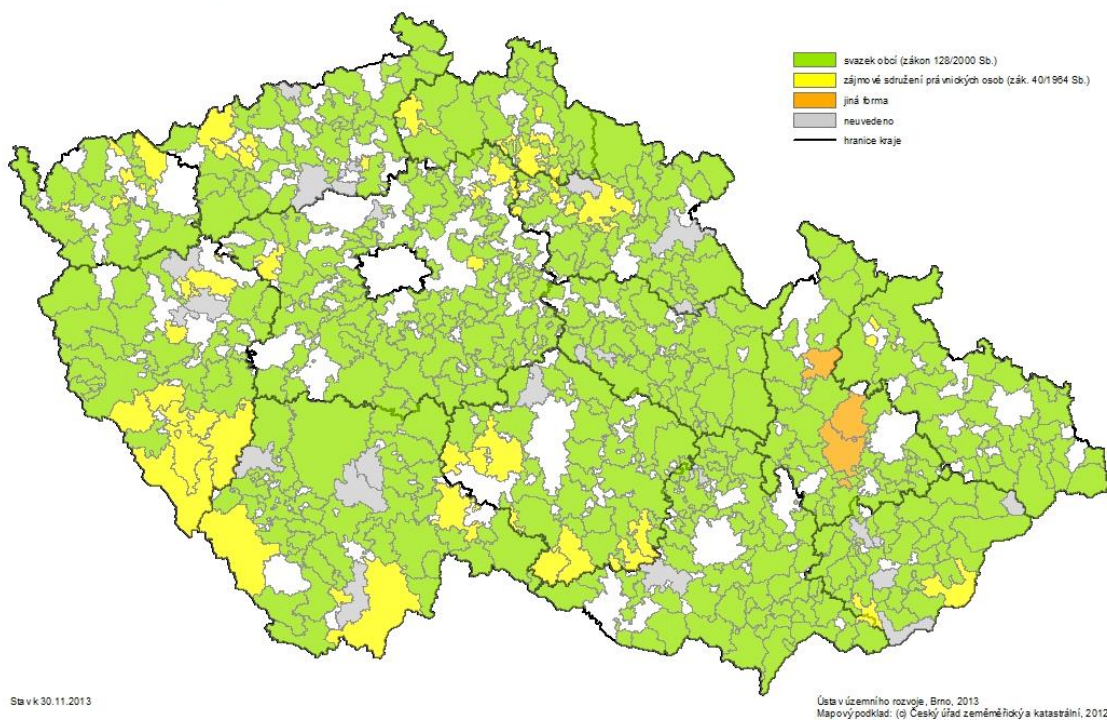 svazek obcí (zákon 128/2000 Sb.)
zájmové sdružení právnických osob (zák. 40/1964 Sb.)
jiná forma
neuvedeno
hranice kraje
Stav k 30.11.2013
Ústav územního rozvoje, Brno, 2013
Mapový podklad: (c) Český úřad zeměměřický a katastrální, 2012